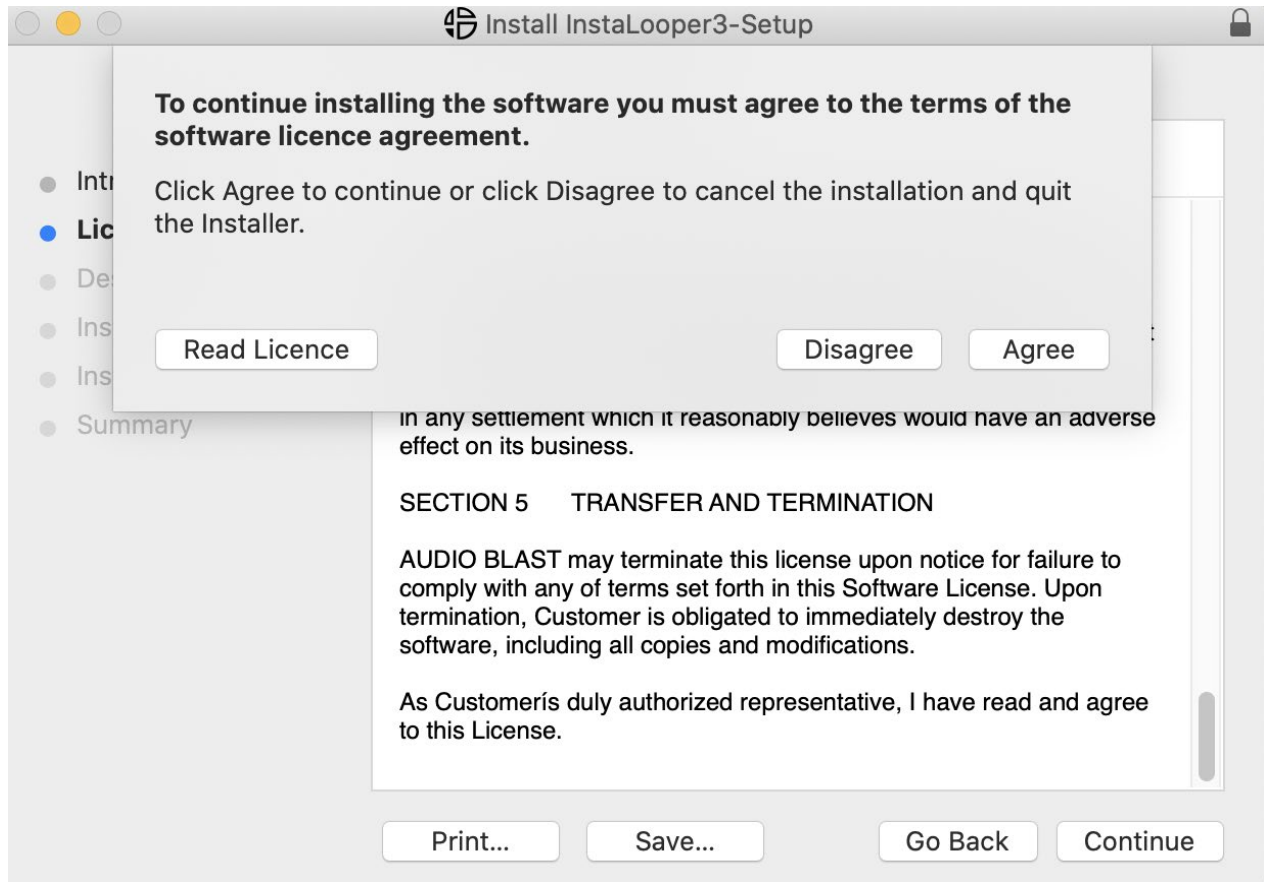 Install InstaLooper3-Setup
To continue installing the software you must agree to the terms of the
software licence agreement.
Click Agree to continue or click Disagree to cancel the installation and quit
the Installer.
Read Licence
Disagree
Agree
Summary
in any settlement which it reasonably believes would have an adverse
effect on its business.
SECTION 5 TRANSFER AND TERMINATION
AUDIO BLAST may terminate this license upon notice for failure to
comply with any of terms set forth in this Software License. Upon
termination, Customer is obligated to immediately destroy the
software, including all copies and modifications.
As Customerís duly authorized representative, I have read and agree
to this License.
Print...
Save...
Go Back
Continue